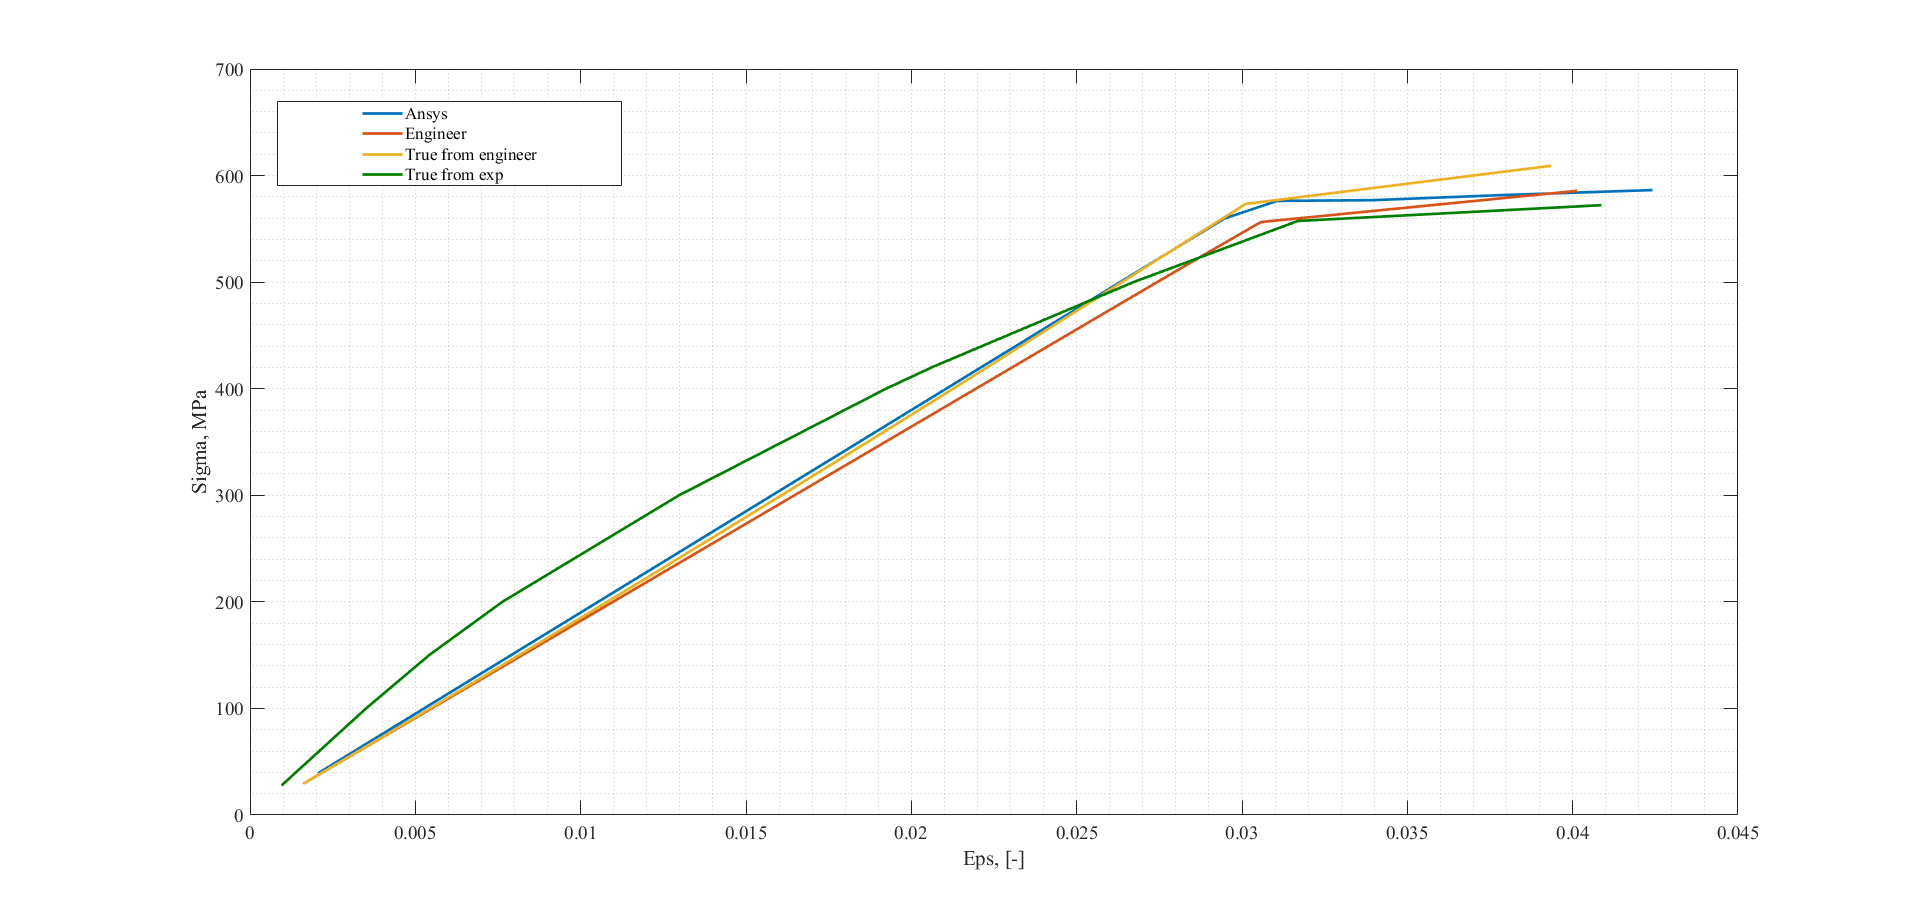 700
600
500
400
300
200
100
0
Sigma, MPa
Ansys
Engineer
True from engineer
True from exp
0 0.005 0.01 0.015 0.02 0.025 0.03 0.035 0.04 0.045
Eps, [-]